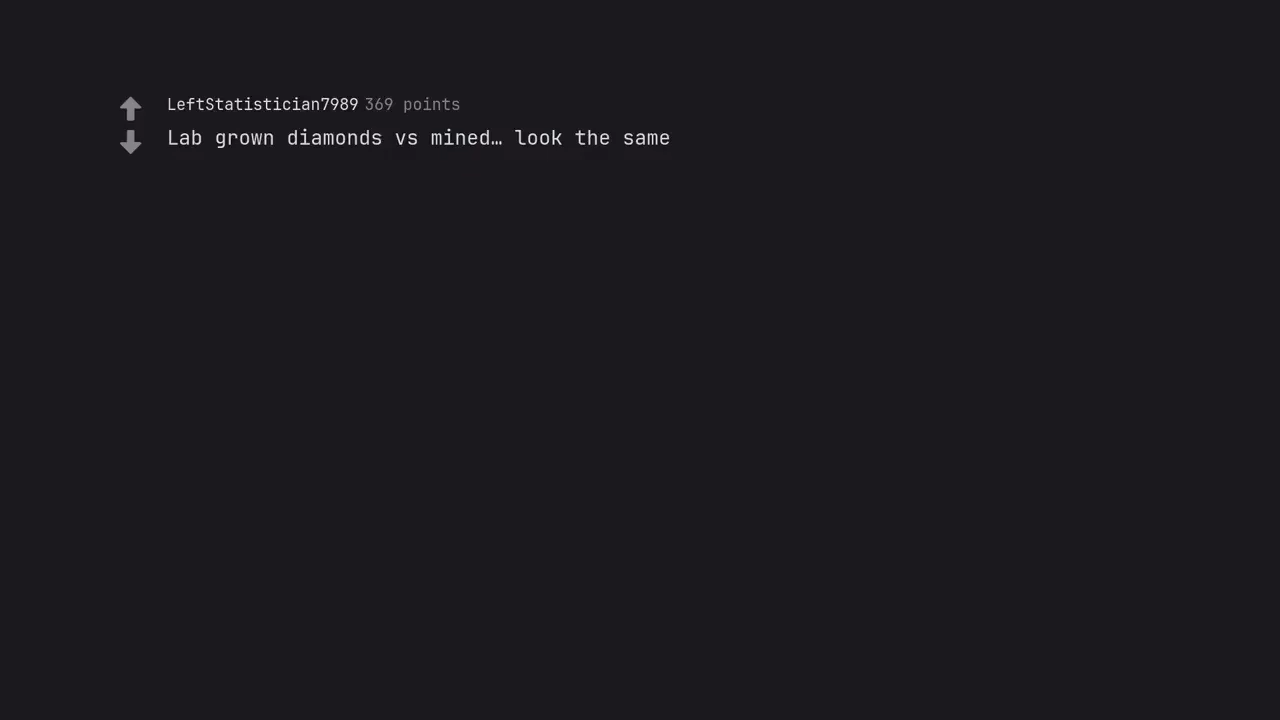 LeftStatistician7989 369 points
Lab grown diamonds vs mined… look the same